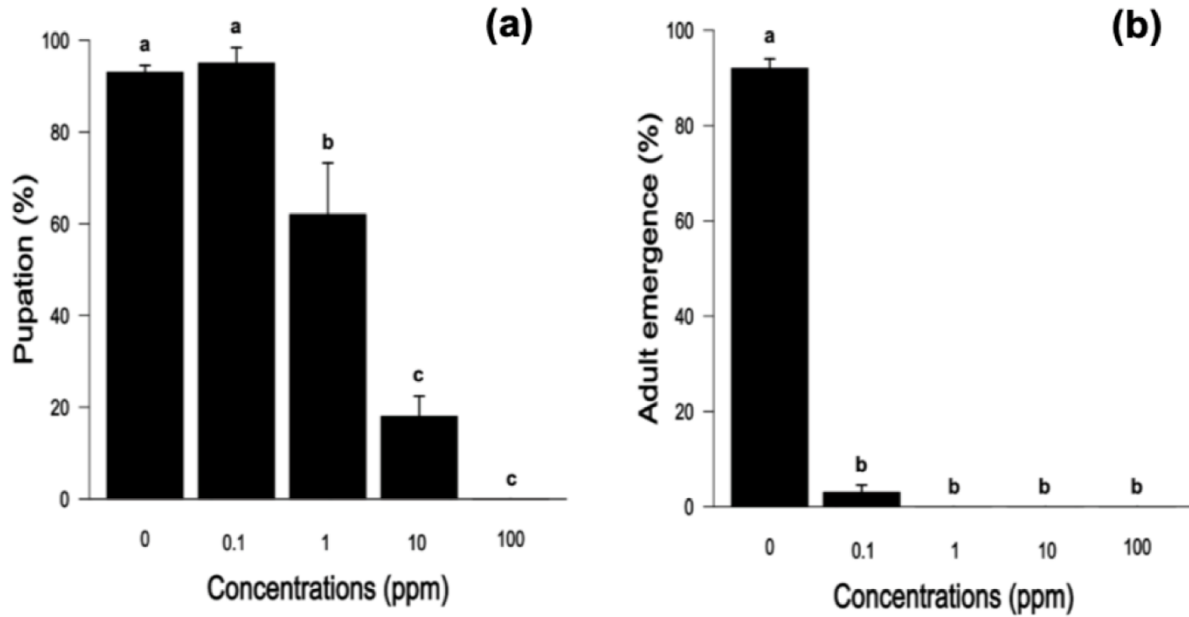 (a)
Pupation (%)
100
80
60
40
20
0
a
a
b
c
c
0 0.1 1 10 100
Concentrations (ppm)
(b)
Adult emergence (%)
100
80
60
40
20
0
a
b
b
b
b
0 0.1 1 10 100
Concentrations (ppm)